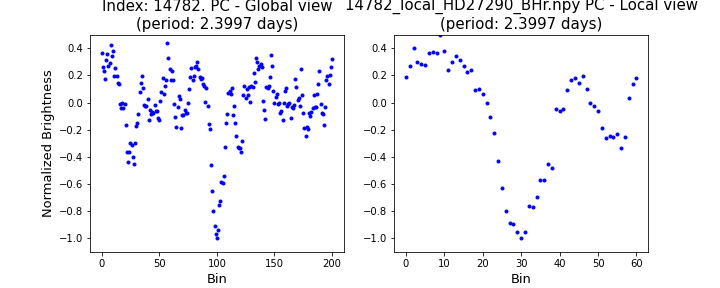 Index: 14782. PC - Global view
(period: 2.3997 days)
14782_local_HD27290_BHr.npy PC - Local view
(period: 2.3997 days)
Normalized Brightness
0.4
0.2
0.0
−0.2
−0.4
−0.6
−0.8
−1.0
0 50 100 150 200
Bin
0.4
0.2
0.0
−0.2
−0.4
−0.6
−0.8
−1.0
0 10 20 30 40 50 60
Bin